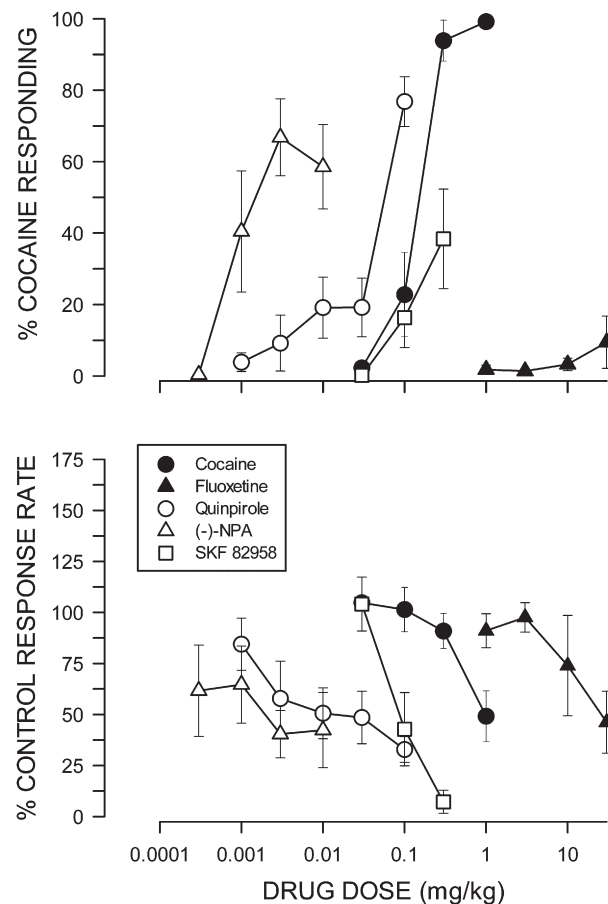 % COCAINE RESPONDING
100
80
60
40
20
0
% CONTROL RESPONSE RATE
175
150
125
100
75
50
25
0
Cocaine
Fluoxetine
Quinpirole
(-)-NPA
SKF 82958
0.0001 0.001 0.01 0.1 1 10
DRUG DOSE (mg/kg)